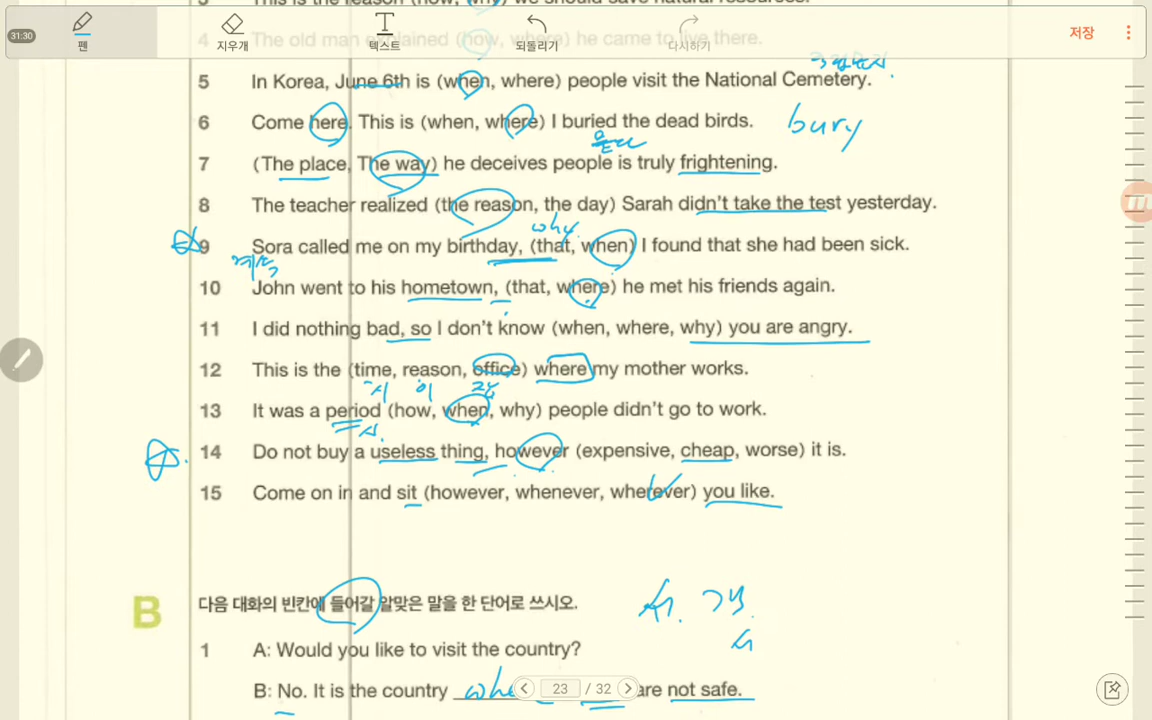 31:30
펜
지우개
텍스트
되돌리기
다시하기
저장
4 The old man explained (how, where) he came to live there.
5 In Korea, June 6th is (when, where) people visit the National Cemetery.
6 Come here. This is (when, where) I buried the dead birds. bury
묻다
7 (The place, The way) he deceives people is truly frightening.
8 The teacher realized (the reason, the day) Sarah didn't take the test yesterday.
why
9 Sora called me on my birthday, (that, when) I found that she had been sick.
10 John went to his hometown, (that, where) he met his friends again.
11 I did nothing bad, so I don't know (when, where, why) you are angry.
12 This is the (time, reason, office) where my mother works.
시 이
13 It was a period (how, when, why) people didn't go to work.
14 Do not buy a useless thing, however (expensive, cheap, worse) it is.
15 Come on in and sit (however, whenever, wherever) you like.
B 다음 대화의 빈칸에 들어갈 알맞은 말을 한 단어로 쓰시오.
1 A: Would you like to visit the country?
B: No. It is the country are not safe.
23 / 32